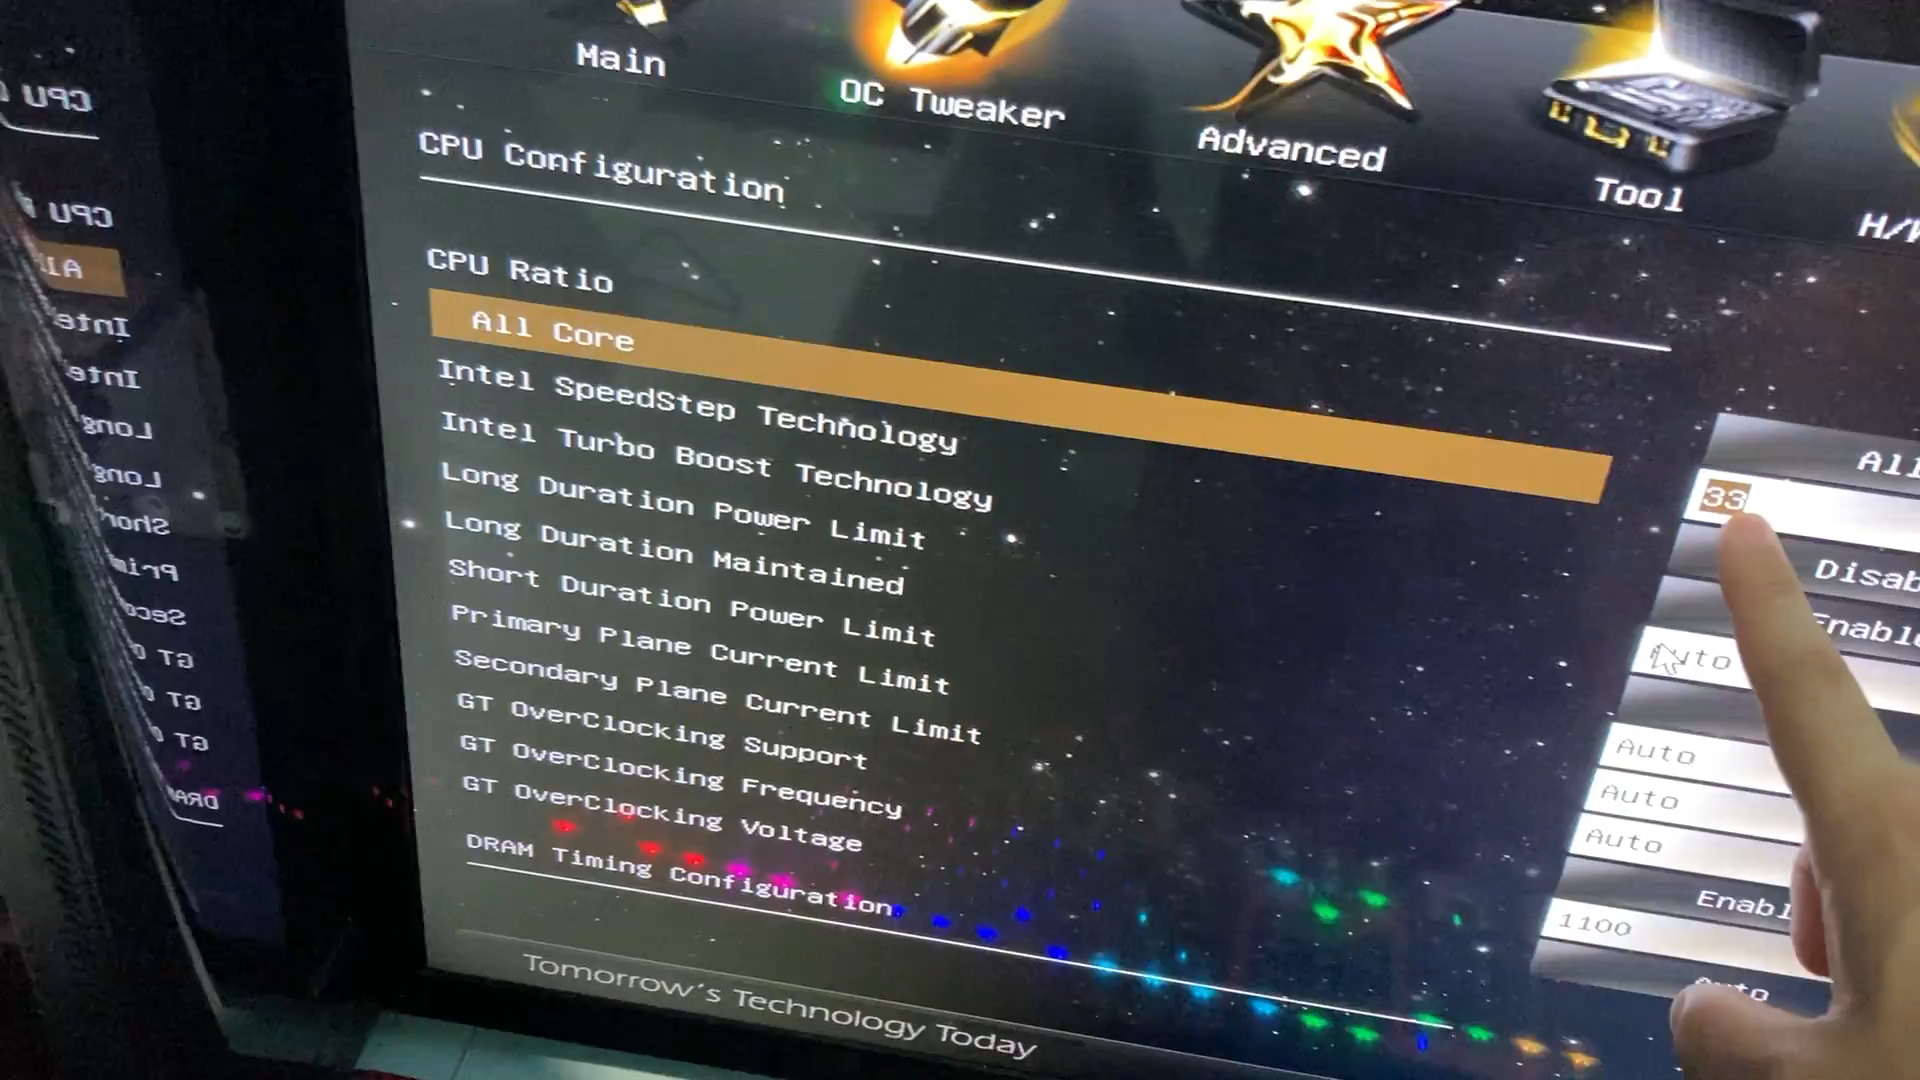 Main
OC Tweaker
Advanced
Tool
CPU Configuration
CPU Ratio
All
All Core
33
Intel SpeedStep Technology
Intel Turbo Boost Technology
Long Duration Power Limit
Auto
Long Duration Maintained
Short Duration Power Limit
Auto
Primary Plane Current Limit
Auto
Secondary Plane Current Limit
Auto
GT OverClocking Support
GT OverClocking Frequency
1100
GT OverClocking Voltage
Auto
DRAM Timing Configuration
Tomorrow's Technology Today